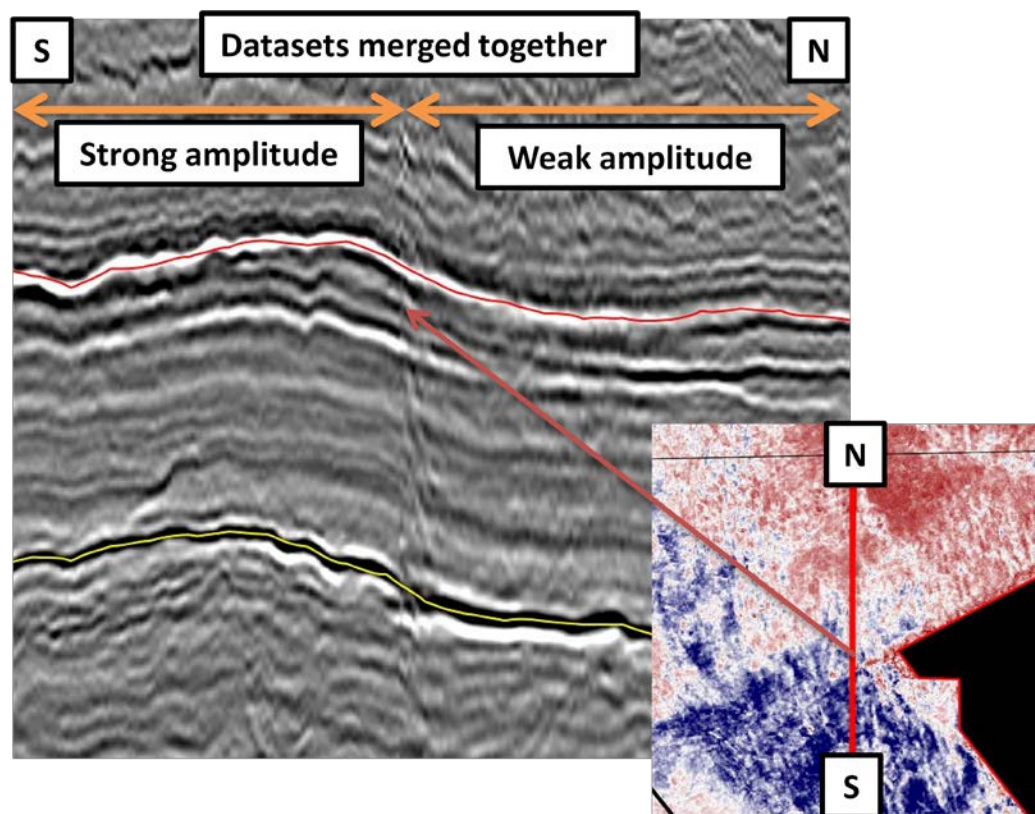 S
Datasets merged together
N
Strong amplitude
Weak amplitude
N
S